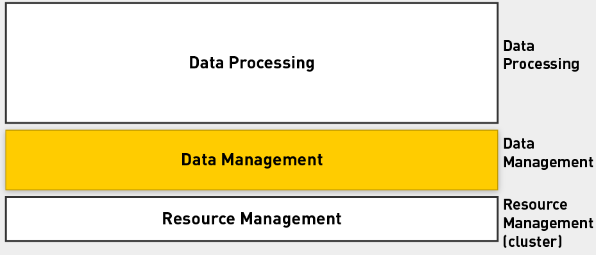 Data Processing
Data
Processing
Data Management
Data
Management
Resource Management
Resource
Management
(cluster)